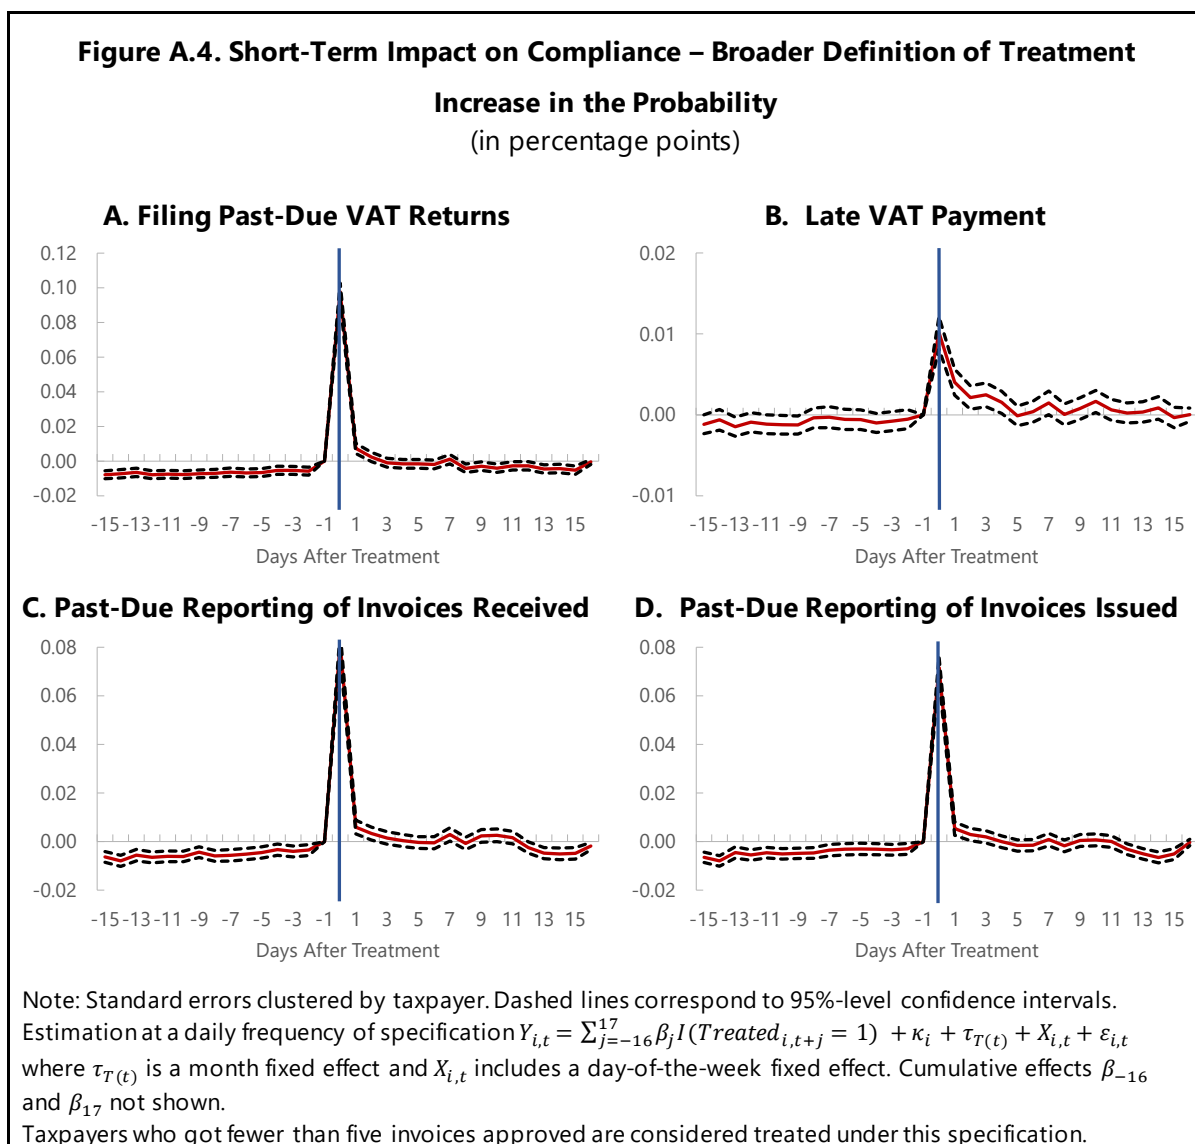 Figure A.4. Short-Term Impact on Compliance – Broader Definition of Treatment
Increase in the Probability
(in percentage points)
A. Filing Past-Due VAT Returns
0.12
0.10
0.08
0.06
0.04
0.02
0.00
-0.02
-15 -13 -11 -9 -7 -5 -3 -1 1 3 5 7 9 11 13 15
Days After Treatment
B. Late VAT Payment
0.02
0.01
0.00
-0.01
-15 -13 -11 -9 -7 -5 -3 -1 1 3 5 7 9 11 13 15
Days After Treatment
C. Past-Due Reporting of Invoices Received
0.08
0.06
0.04
0.02
0.00
-0.02
-15 -13 -11 -9 -7 -5 -3 -1 1 3 5 7 9 11 13 15
Days After Treatment
D. Past-Due Reporting of Invoices Issued
0.08
0.06
0.04
0.02
0.00
-0.02
-15 -13 -11 -9 -7 -5 -3 -1 1 3 5 7 9 11 13 15
Days After Treatment
Note: Standard errors clustered by taxpayer. Dashed lines correspond to 95%-level confidence intervals.
Estimation at a daily frequency of specification $Y_{i,t} = \sum_{j=-16}^{17} \beta_j I(Treated_{i,t+j} = 1) + \kappa_i + \tau_{T(t)} + X_{i,t} + \varepsilon_{i,t}$
where $\tau_{T(t)}$ is a month fixed effect and $X_{i,t}$ includes a day-of-the-week fixed effect. Cumulative effects $\beta_{-16}$
and $\beta_{17}$ not shown.
Taxpayers who got fewer than five invoices approved are considered treated under this specification.